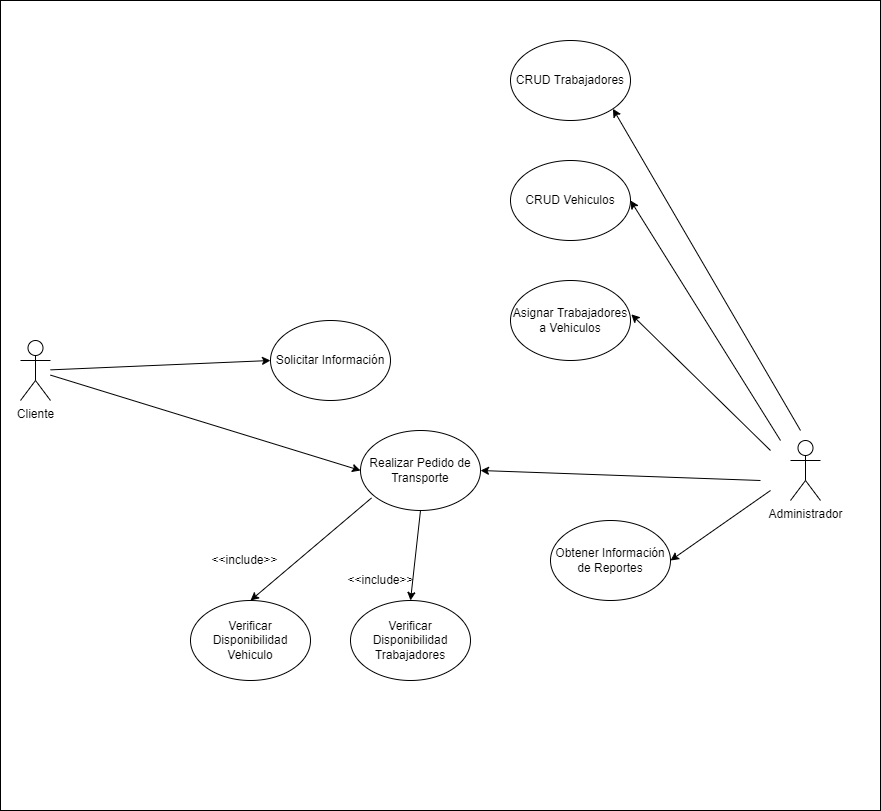 CRUD Trabajadores
CRUD Vehiculos
Asignar Trabajadores
a Vehiculos
Solicitar Información
Cliente
Realizar Pedido de
Transporte
Administrador
<<include>>
Obtener Información
de Reportes
<<include>>
Verificar
Disponibilidad
Vehiculo
Verificar
Disponibilidad
Trabajadores